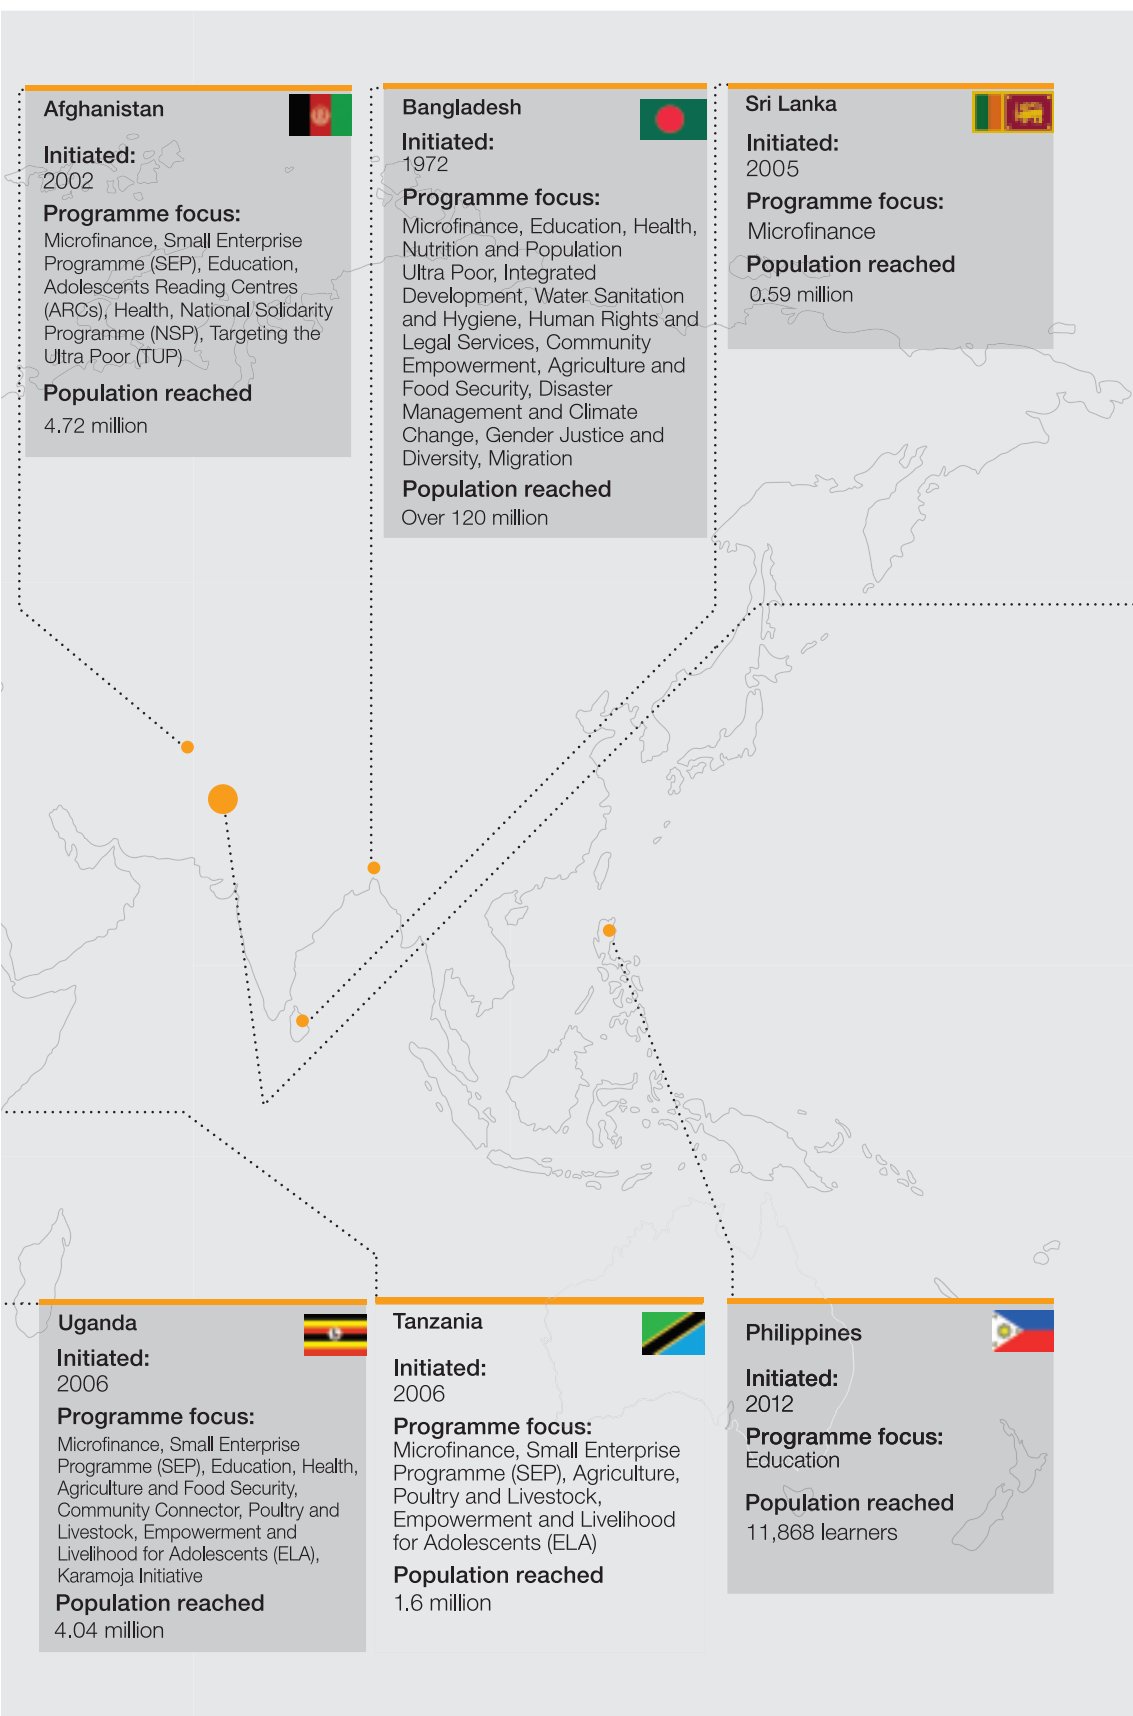 Afghanistan
Initiated:
2002
Programme focus:
Microfinance, Small Enterprise
Programme (SEP), Education,
Adolescents Reading Centres
(ARCs), Health, National Solidarity
Programme (NSP), Targeting the
Ultra Poor (TUP)
Population reached
4.72 million
Bangladesh
Initiated:
1972
Programme focus:
Microfinance, Education, Health,
Nutrition and Population
Ultra Poor, Integrated
Development, Water Sanitation
and Hygiene, Human Rights and
Legal Services, Community
Empowerment, Agriculture and
Food Security, Disaster
Management and Climate
Change, Gender Justice and
Diversity, Migration
Population reached
Over 120 million
Sri Lanka
Initiated:
2005
Programme focus:
Microfinance
Population reached
0.59 million
Uganda
Initiated:
2006
Programme focus:
Microfinance, Small Enterprise
Programme (SEP), Education, Health,
Agriculture and Food Security,
Community Connector, Poultry and
Livestock, Empowerment and
Livelihood for Adolescents (ELA),
Karamoja Initiative
Population reached
4.04 million
Tanzania
Initiated:
2006
Programme focus:
Microfinance, Small Enterprise
Programme (SEP), Agriculture,
Poultry and Livestock,
Empowerment and Livelihood
for Adolescents (ELA)
Population reached
1.6 million
Philippines
Initiated:
2012
Programme focus:
Education
Population reached
11,868 learners